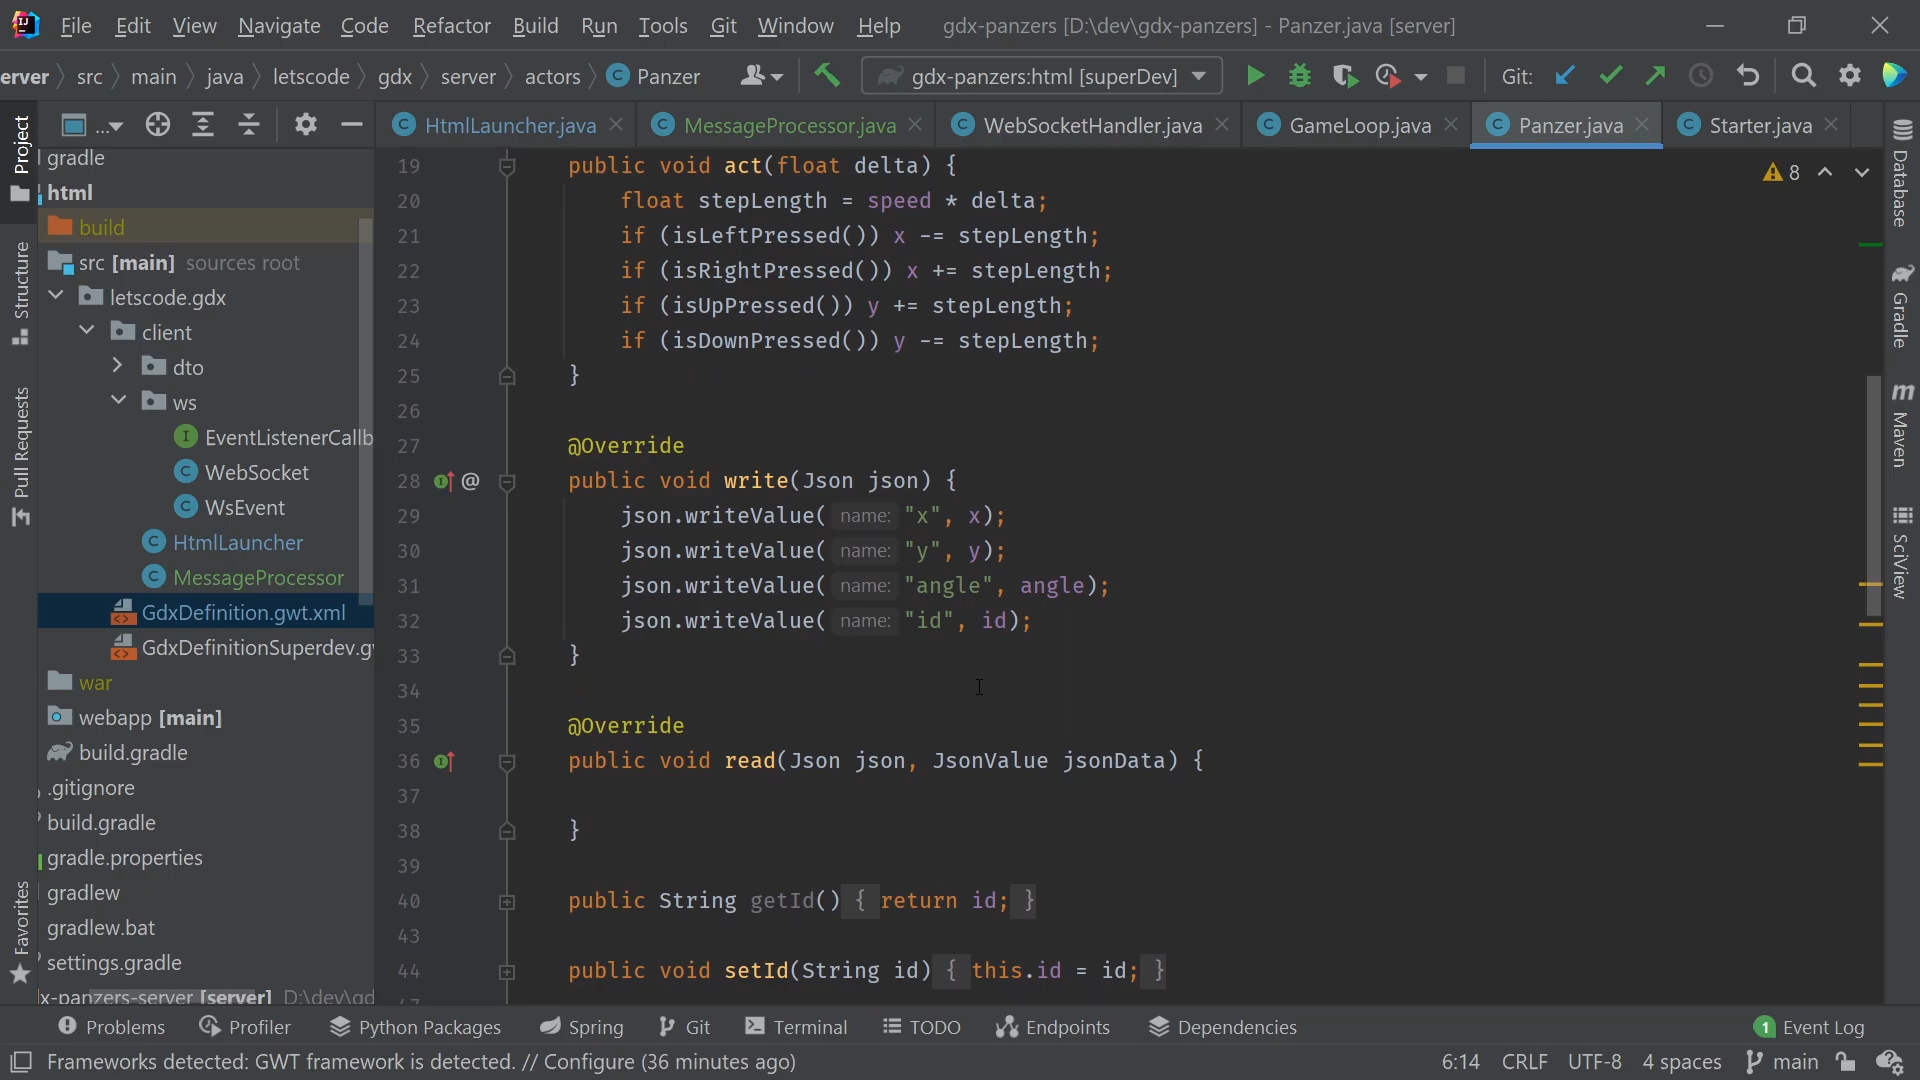 File Edit View Navigate Code Refactor Build Run Tools Git Window Help gdx-panzers [D:\dev\gdx-panzers] - Panzer.java [server]
erver src main java letscode gdx server actors Panzer gdx-panzers:html [superDev] Git:
Project
Structure
Pull Requests
Favorites
...
HtmlLauncher.java MessageProcessor.java WebSocketHandler.java GameLoop.java Panzer.java Starter.java
gradle
html
build
src [main] sources root
letscode.gdx
client
dto
ws
EventListenerCallb
WebSocket
WsEvent
HtmlLauncher
MessageProcessor
GdxDefinition.gwt.xml
GdxDefinitionSuperdev.gv
war
webapp [main]
build.gradle
.gitignore
build.gradle
gradle.properties
gradlew
gradlew.bat
settings.gradle
x-panzers-server [server] D:\dev\gd
8
19 public void act(float delta) {
20 float stepLength = speed * delta;
21 if (isLeftPressed()) x -= stepLength;
22 if (isRightPressed()) x += stepLength;
23 if (isUpPressed()) y += stepLength;
24 if (isDownPressed()) y -= stepLength;
25 }
26
27 @Override
28 @ public void write(Json json) {
29 json.writeValue( name: "x", x);
30 json.writeValue( name: "y", y);
31 json.writeValue( name: "angle", angle);
32 json.writeValue( name: "id", id);
33 }
34
35 @Override
36 public void read(Json json, JsonValue jsonData) {
37
38 }
39
40 public String getId() { return id; }
43
44 public void setId(String id) { this.id = id; }
47
Database
Gradle
m Maven
SciView
Problems Profiler Python Packages Spring Git Terminal TODO Endpoints Dependencies 1 Event Log
Frameworks detected: GWT framework is detected. // Configure (36 minutes ago) 6:14 CRLF UTF-8 4 spaces main